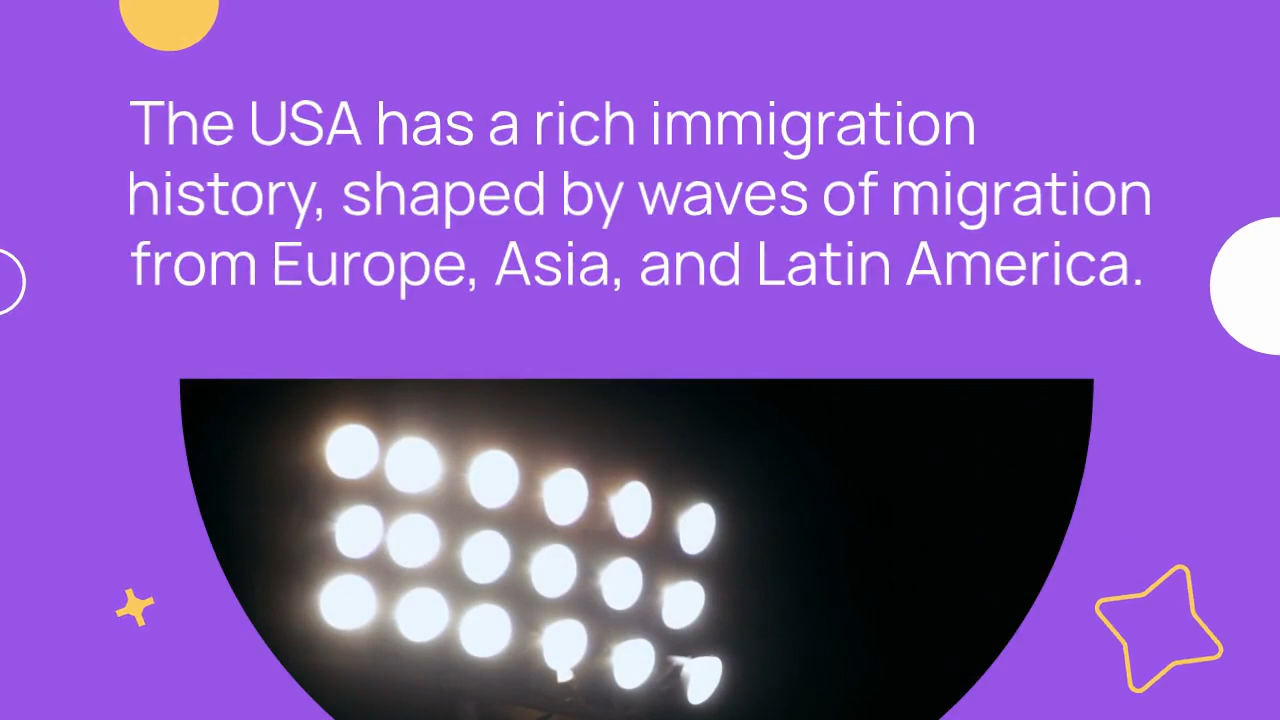 The USA has a rich immigration
history, shaped by waves of migration
from Europe, Asia, and Latin America.